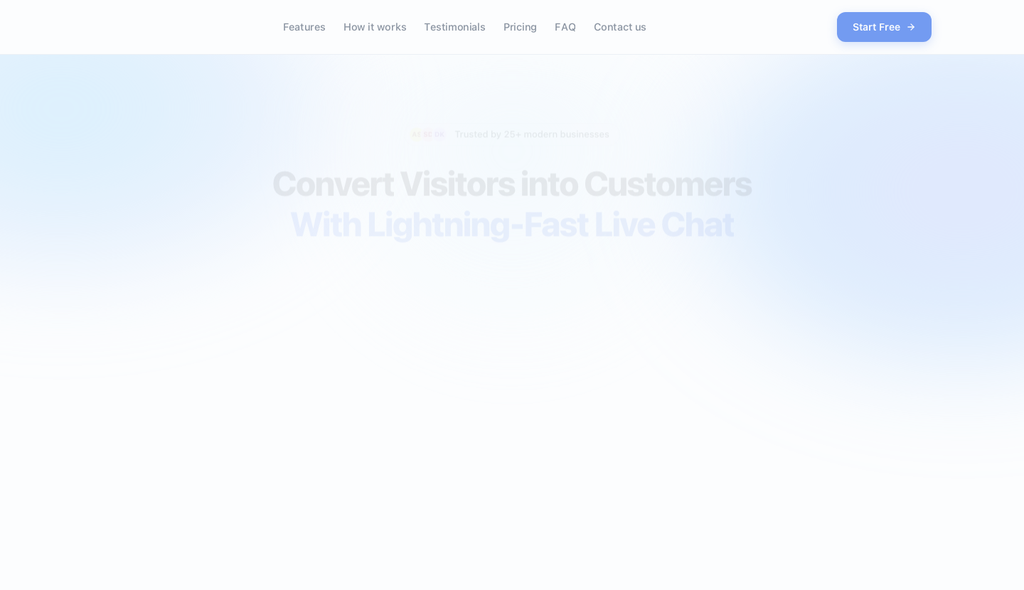 Features
How it works
Testimonials
Pricing
FAQ
Contact us
Start Free →
Trusted by 25+ modern businesses
Convert Visitors into Customers
With Lightning-Fast Live Chat